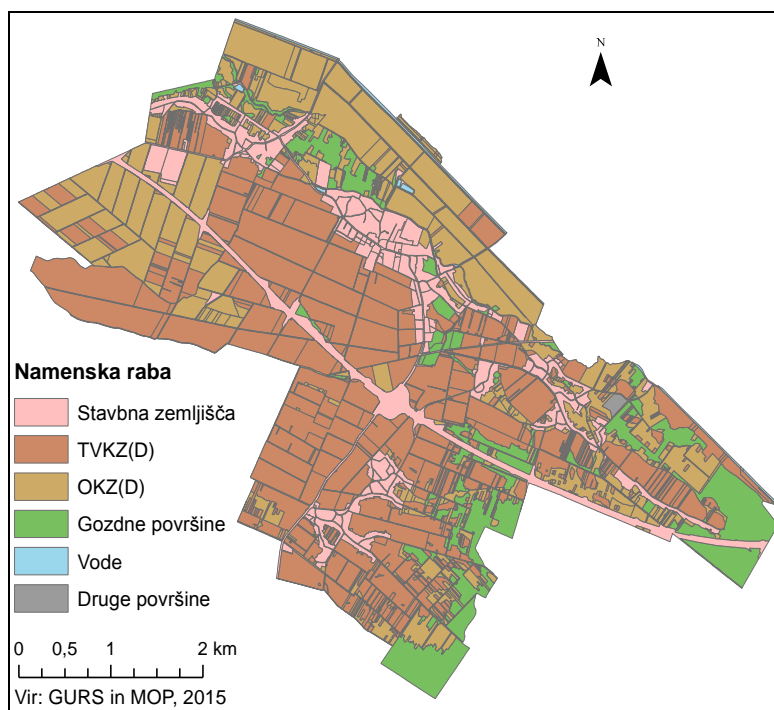 N
Namenska raba
Stavbna zemljišča
TVKZ(D)
OKZ(D)
Gozdne površine
Vode
Druge površine
0 0,5 1 2 km
Vir: GURS in MOP, 2015